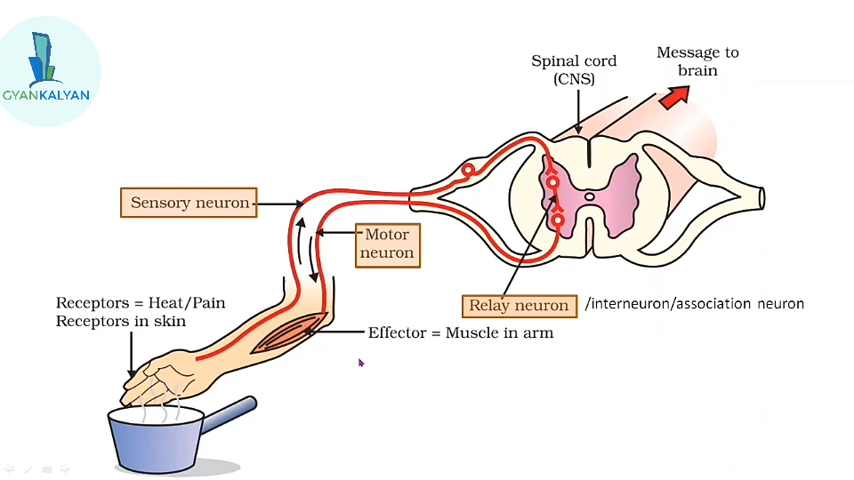 GYANKALYAN
Spinal cord
(CNS)
Message to
brain
Sensory neuron
Motor
neuron
Relay neuron /interneuron/association neuron
Receptors = Heat/Pain
Receptors in skin
Effector = Muscle in arm